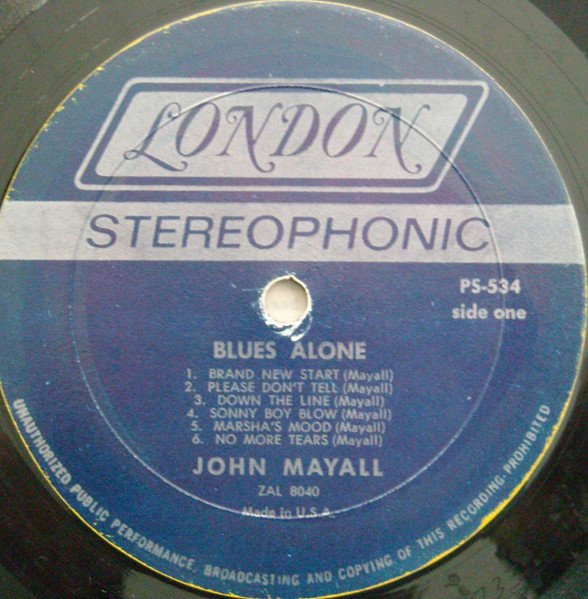 LONDON
STEREOPHONIC
PS-534
side one
BLUES ALONE
1. BRAND NEW START (Mayall)
2. PLEASE DON'T TELL (Mayall)
3. DOWN THE LINE (Mayall)
4. SONNY BOY BLOW (Mayall)
5. MARSHA'S MOOD (Mayall)
6. NO MORE TEARS (Mayall)
JOHN MAYALL
ZAL 8040
Made in U.S.A.
UNAUTHORIZED PUBLIC PERFORMANCE, BROADCASTING AND COPYING OF THIS RECORDING-PROHIBITED